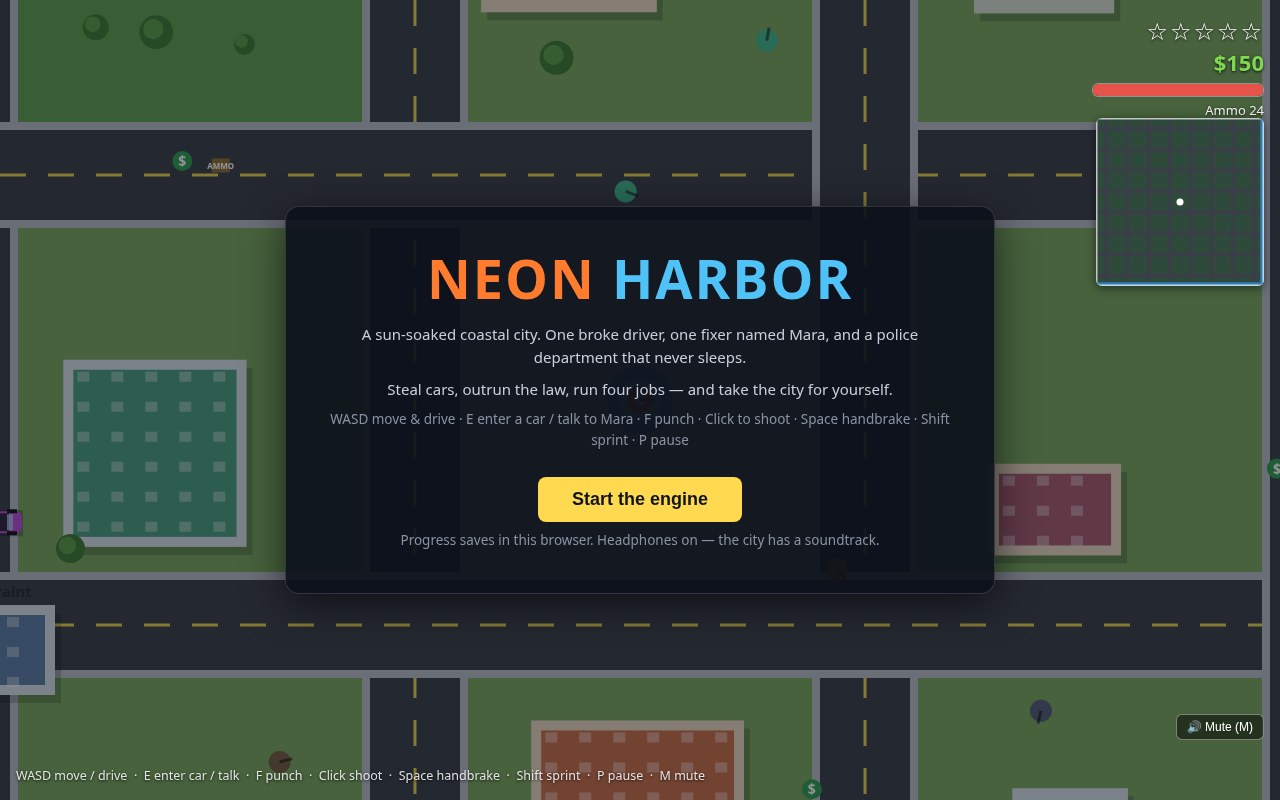 ☆☆☆☆☆
$150
Ammo 24
$
AMMO
NEON HARBOR
A sun-soaked coastal city. One broke driver, one fixer named Mara, and a police
department that never sleeps.
Steal cars, outrun the law, run four jobs — and take the city for yourself.
WASD move & drive · E enter a car / talk to Mara · F punch · Click to shoot · Space handbrake · Shift
sprint · P pause
$
Start the engine
Progress saves in this browser. Headphones on — the city has a soundtrack.
aint
🔊 Mute (M)
WASD move / drive · E enter car / talk · F punch · Click shoot · Space handbrake · Shift sprint · P pause · M mute
$